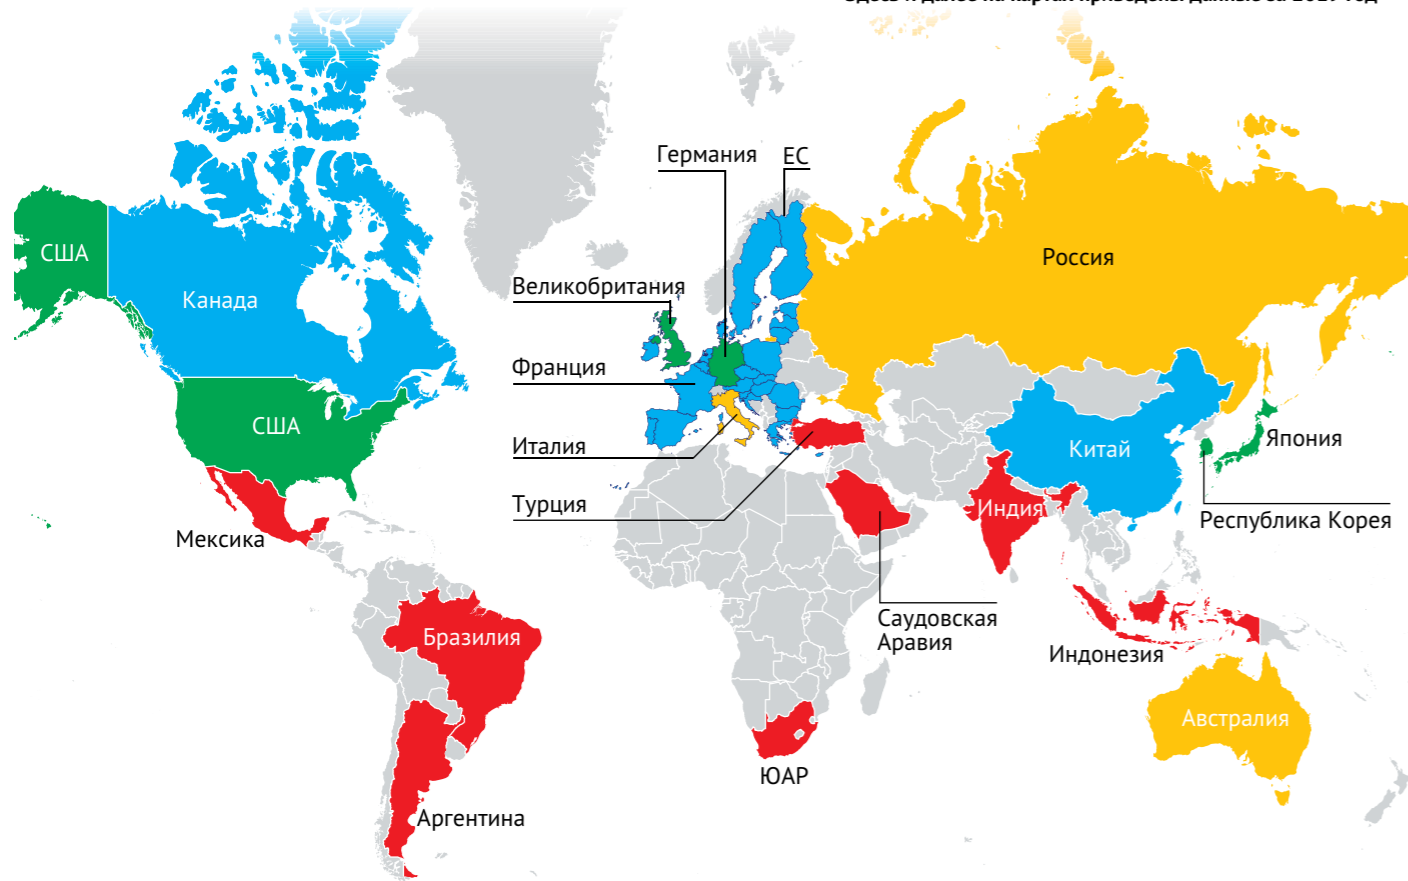 Германия
ЕС
США
Россия
Великобритания
Канада
Франция
США
Япония
Италия
Китай
Турция
Индия
Республика Корея
Мексика
Саудовская
Аравия
Бразилия
Индонезия
Австралия
ЮАР
Аргентина